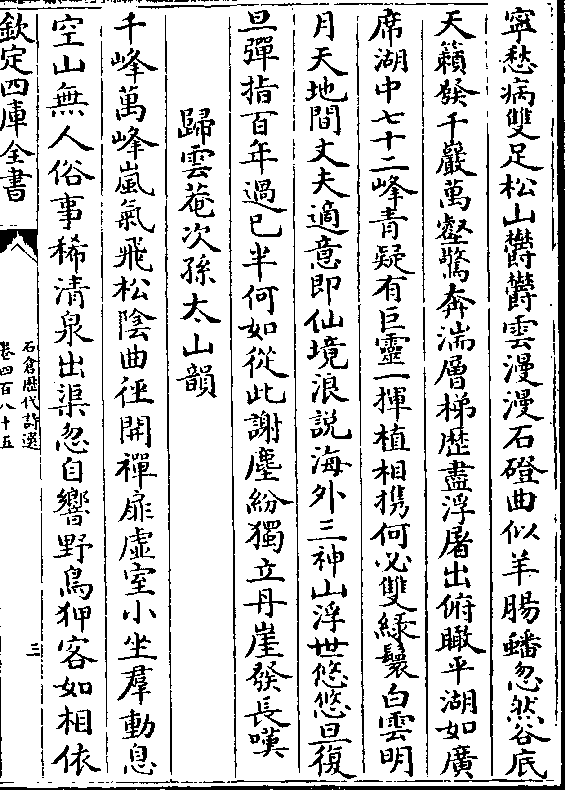 寧愁病雙足松山鬱鬱雲漫漫石磴曲似羊腸蟠忽然谷底
天籟發千巖萬壑驚奔湍層梯歴盡浮屠出俯瞰平湖如廣
席湖中七十二峰青疑有巨靈一揮植相攜何必雙緑鬟白雲明
月天地間丈夫適意即仙境浪説海外三神山浮世悠悠旦復
旦彈指百年過已半何如從此謝塵紛獨立丹崖發長嘆
歸雲菴次孫太山韻
千峰萬峰嵐氣飛松陰曲徑開禪扉虛室小坐羣動息
空山無人俗事稀清泉出渠忽自響野鳥狎客如相依
欽定四庫全書
石倉歴代詩選
卷四百八十五
三